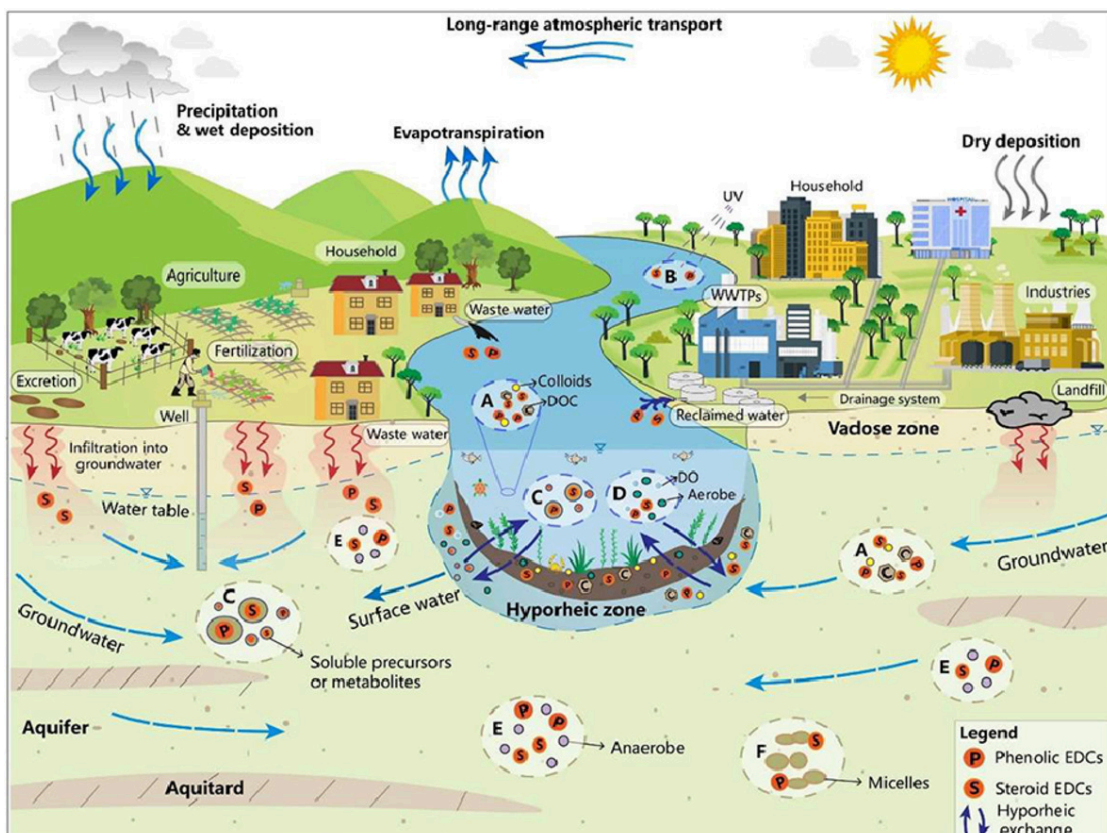 Long-range atmospheric transport
Precipitation
& wet deposition
Evapotranspiration
Dry deposition
Household
HOSPITAL
UV
Household
B
S
P
Agriculture
WWTPs
Industries
Waste water
S P
Fertilization
Excretion
Colloids
A
DOC
Reclaimed water
Drainage system
Landfill
Well
Waste water
Vadose zone
Infiltration into
groundwater
DO
C
D
Aerobe
Water table
S
S
S
P
P
S
E
A
Groundwater
C
Surface water
Hyporheic zone
Groundwater
S
P
Soluble precursors
or metabolites
E
S
P
Aquifer
E
P
P
S
S
Anaerobe
F
S
P
Micelles
Aquitard
Legend
P Phenolic EDCs
S Steroid EDCs
Hyporheic
exchange